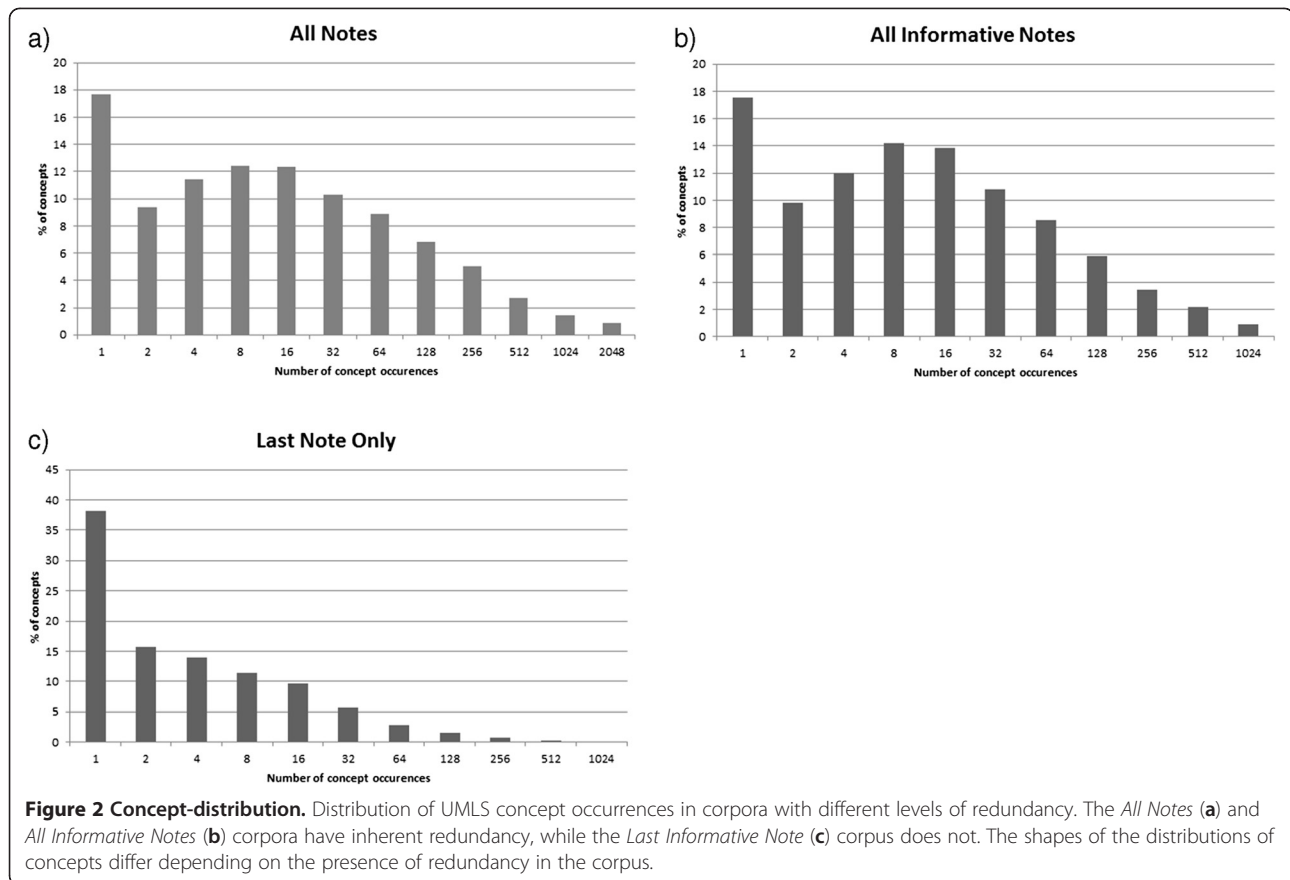 a)
All Notes
20
18
16
14
12
10
8
6
4
2
0
% of concepts
1 2 4 8 16 32 64 128 256 512 1024 2048
Number of concept occurences
b)
All Informative Notes
20
18
16
14
12
10
8
6
4
2
0
% of concepts
1 2 4 8 16 32 64 128 256 512 1024
Number of concept occurences
c)
Last Note Only
45
40
35
30
25
20
15
10
5
0
% of concepts
1 2 4 8 16 32 64 128 256 512 1024
Number of concept occurences
Figure 2 Concept-distribution. Distribution of UMLS concept occurrences in corpora with different levels of redundancy. The All Notes (a) and
All Informative Notes (b) corpora have inherent redundancy, while the Last Informative Note (c) corpus does not. The shapes of the distributions of
concepts differ depending on the presence of redundancy in the corpus.